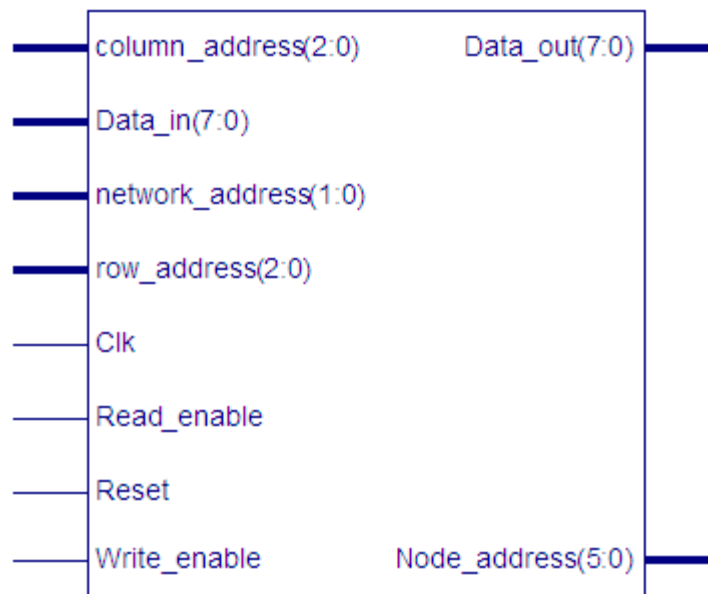 column_address(2:0) Data_out(7:0)
Data_in(7:0)
network_address(1:0)
row_address(2:0)
Clk
Read_enable
Reset
Write_enable Node_address(5:0)